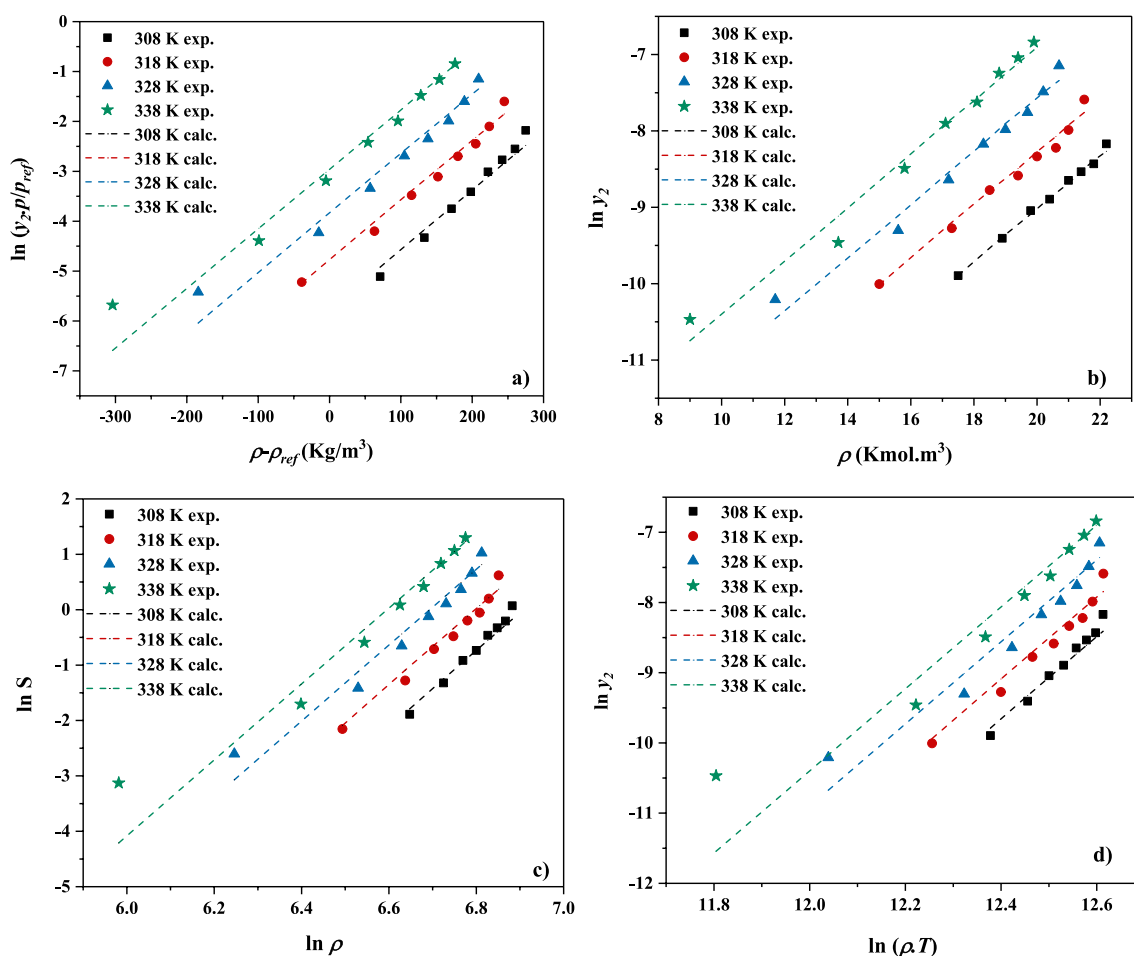 0
-1
-2
-3
-4
-5
-6
-7
308 K exp.
318 K exp.
328 K exp.
338 K exp.
308 K calc.
318 K calc.
328 K calc.
338 K calc.
ln (y2.p/pref)
a)
-300 -200 -100 0 100 200 300
ρ-ρref (Kg/m3)
-7
-8
-9
-10
-11
308 K exp.
318 K exp.
328 K exp.
338 K exp.
308 K calc.
318 K calc.
328 K calc.
338 K calc.
ln y2
b)
8 10 12 14 16 18 20 22
ρ (Kmol.m3)
2
1
0
-1
-2
-3
-4
-5
308 K exp.
318 K exp.
328 K exp.
338 K exp.
308 K calc.
318 K calc.
328 K calc.
338 K calc.
ln S
c)
6.0 6.2 6.4 6.6 6.8 7.0
ln ρ
-7
-8
-9
-10
-11
-12
308 K exp.
318 K exp.
328 K exp.
338 K exp.
308 K calc.
318 K calc.
328 K calc.
338 K calc.
ln y2
d)
11.8 12.0 12.2 12.4 12.6
ln (ρ.T)